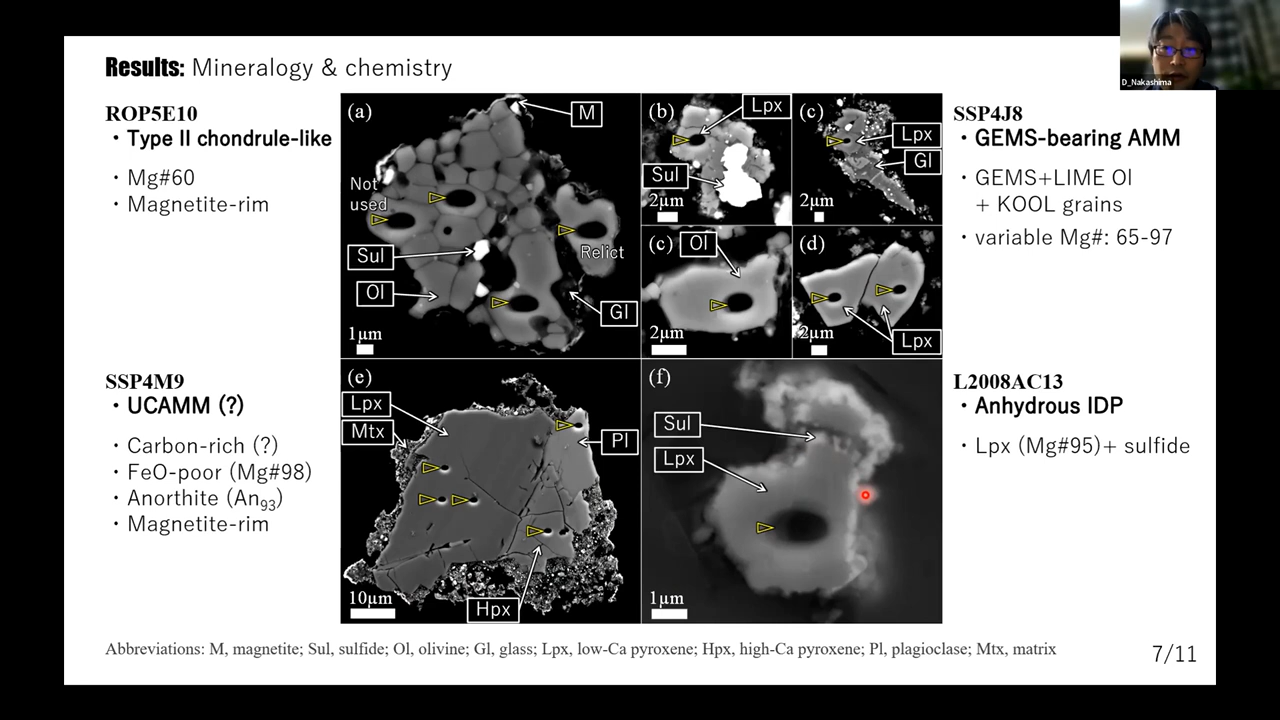 Results: Mineralogy & chemistry
D_Nakashima
ROP5E10
・Type II chondrule-like
・Mg#60
・Magnetite-rim
(a)
M
Not
used
Sul
Relict
Ol
Gl
1μm
(b)
Lpx
Sul
2μm
(c)
Lpx
Gl
2μm
(c)
Ol
2μm
(d)
Lpx
2μm
SSP4J8
・GEMS-bearing AMM
・GEMS+LIME Ol
+ KOOL grains
・variable Mg#: 65-97
SSP4M9
・UCAMM (?)
・Carbon-rich (?)
・FeO-poor (Mg#98)
・Anorthite (An93)
・Magnetite-rim
(e)
Lpx
Mtx
Pl
Hpx
10μm
(f)
Sul
Lpx
1μm
L2008AC13
・Anhydrous IDP
・Lpx (Mg#95)+ sulfide
Abbreviations: M, magnetite; Sul, sulfide; Ol, olivine; Gl, glass; Lpx, low-Ca pyroxene; Hpx, high-Ca pyroxene; Pl, plagioclase; Mtx, matrix
7/11